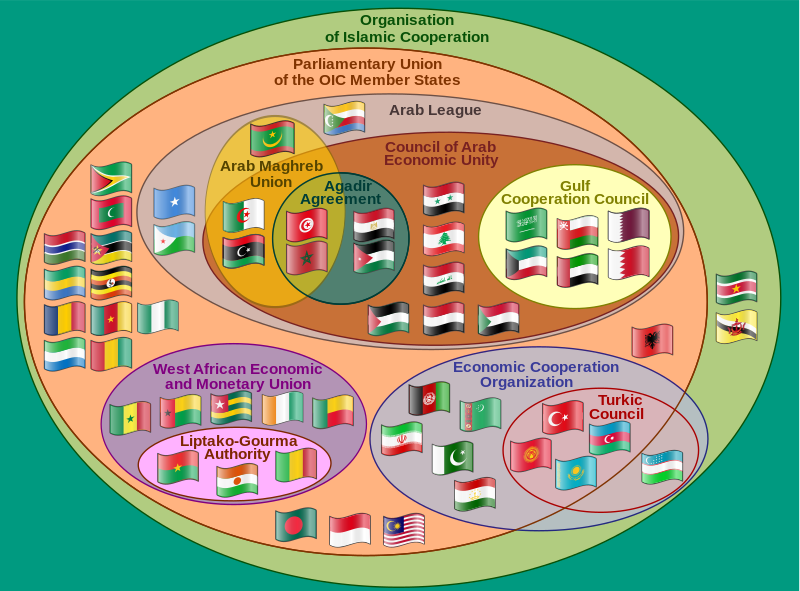 Organisation
of Islamic Cooperation
Parliamentary Union
of the OIC Member States
Arab League
Council of Arab
Economic Unity
Arab Maghreb
Union
Agadir
Agreement
Gulf
Cooperation Council
West African Economic
and Monetary Union
Liptako-Gourma
Authority
Economic Cooperation
Organization
Turkic
Council